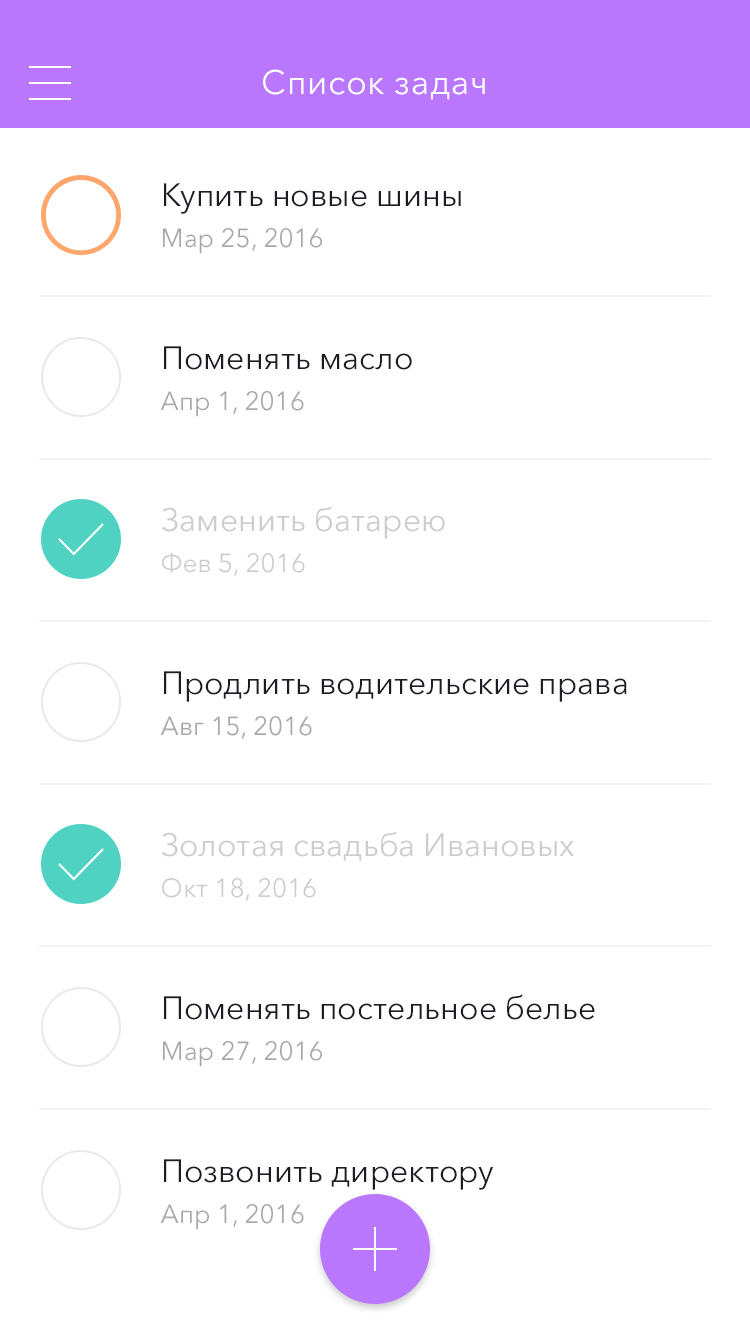 Список задач
Купить новые шины
Мар 25, 2016
Поменять масло
Апр 1, 2016
Заменить батарею
Фев 5, 2016
Продлить водительские права
Авг 15, 2016
Золотая свадьба Ивановых
Окт 18, 2016
Поменять постельное белье
Мар 27, 2016
Позвонить директору
Апр 1, 2016